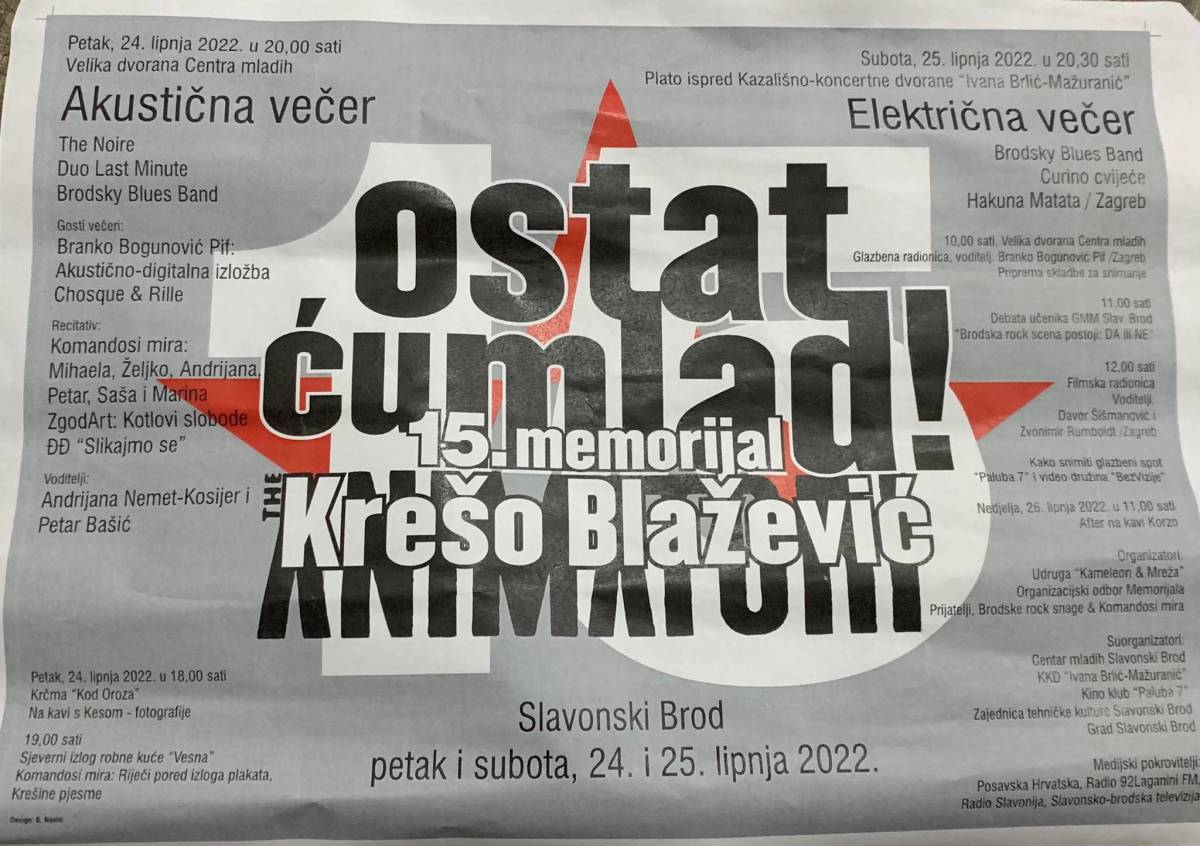 Petak, 24. lipnja 2022. u 20,00 sati
Velika dvorana Centra mladih
Akustična večer
The Noire
Duo Last Minute
Brodsky Blues Band
Gosti večeri:
Branko Bogunović Pif:
Akustično-digitalna izložba
Chosque & Rille
Recitativ:
Komandosi mira:
Mihaela, Željko, Andrijana,
Petar, Saša i Marina
ZgodArt: Kotlovi slobode
ĐĐ “Slikajmo se”
Voditelji:
Andrijana Nemet-Kosijer i
Petar Bašić
Petak, 24. lipnja 2022. u 18,00 sati
Krčma “Kod Oroza”
Na kavi s Kesom - fotografije
19,00 sati
Sjeverni izlog robne kuće “Vesna”
Komandosi mira: Riječi pored izloga plakata,
Krešine pjesme
15
ostat
ćumlad!
15. memorijal
Krešo Blažević
THE
ANIMATORI
Slavonski Brod
petak i subota, 24. i 25. lipnja 2022.
Subota, 25. lipnja 2022. u 20,30 sati
Plato ispred Kazališno-koncertne dvorane “Ivana Brlić-Mažuranić”
Električna večer
Brodsky Blues Band
Curino cvijeće
Hakuna Matata / Zagreb
10,00 sati, Velika dvorana Centra mladih
Glazbena radionica, voditelj. Branko Bogunović Pif /Zagreb
Priprema skladbe za snimanje
11,00 sati
Debata učenika GMM Slav. Brod
“Brodska rock scena postoji: DA ili NE”
12,00 sati
Filmska radionica
Voditelji.
Davor Šišmanović i
Zvonimir Rumboldt /Zagreb
Kako snimiti glazbeni spot
“Paluba 7” i video družina “BezVizije”
Nedjelja, 26. lipnja 2022. u 11,00 sati
After na kavi Korzo
Organizatori.
Udruga “Kameleon & Mreža”
Organizacijski odbor Memorijala
Prijatelji, Brodske rock snage & Komandosi mira
Suorganizatori:
Centar mladih Slavonski Brod
KKD “Ivana Brlić-Mažuranić”
Kino klub “Paluba 7”
Zajednica tehničke kulture Slavonski Brod
Grad Slavonski Brod
Medijski pokrovitelji:
Posavska Hrvatska, Radio 92Laganini FM,
Radio Slavonija, Slavonsko-brodska televizija